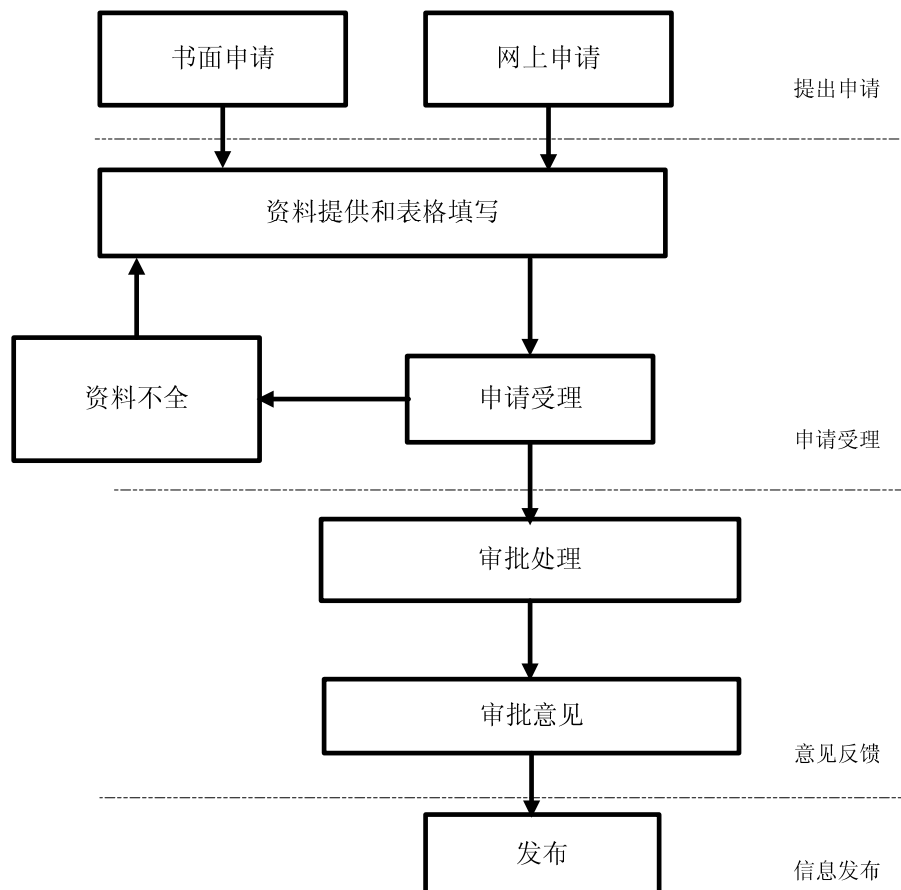 书面申请
网上申请
提出申请
资料提供和表格填写
资料不全
申请受理
申请受理
审批处理
审批意见
意见反馈
发布
信息发布